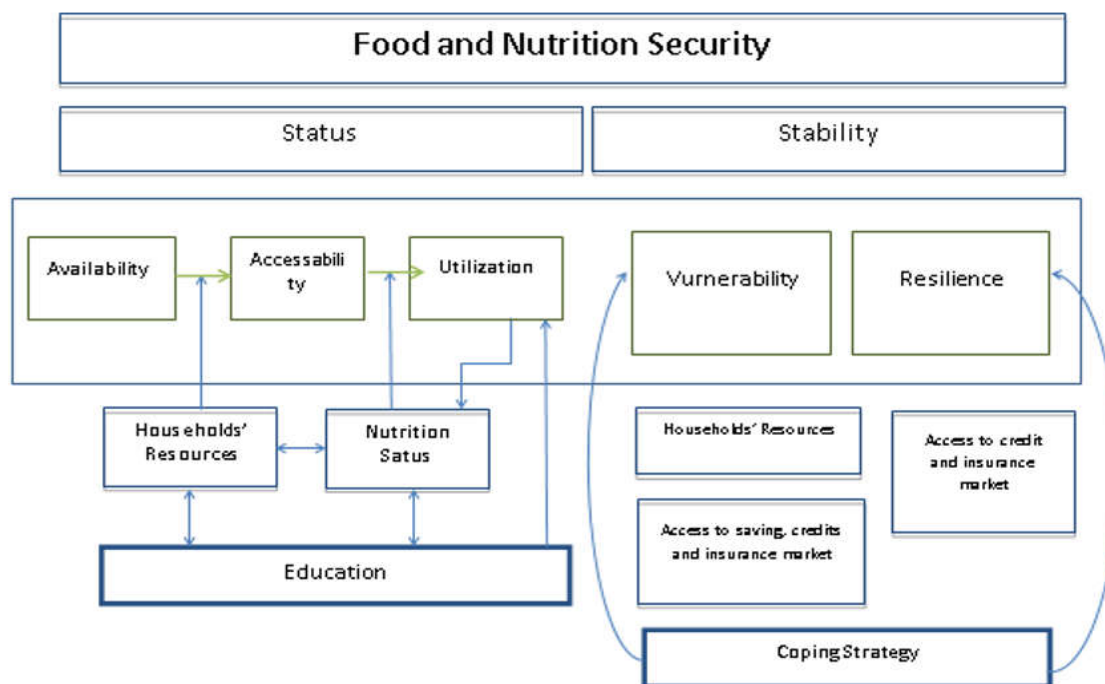 Food and Nutrition Security
Status
Stability
Availability
Accessabili
ty
Utilization
Vurnerability
Resilience
Households'
Resources
Nutrition
Satus
Households' Resources
Access to credit
and insurance
market
Access to saving, credits
and insurance market
Education
Coping Strategy